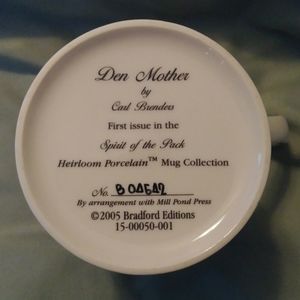 Den Mother
by
Carl Brenders
First issue in the
Spirit of the Pack
Heirloom Porcelain™ Mug Collection
No. B 04542
By arrangement with Mill Pond Press
©2005 Bradford Editions
15-00050-001